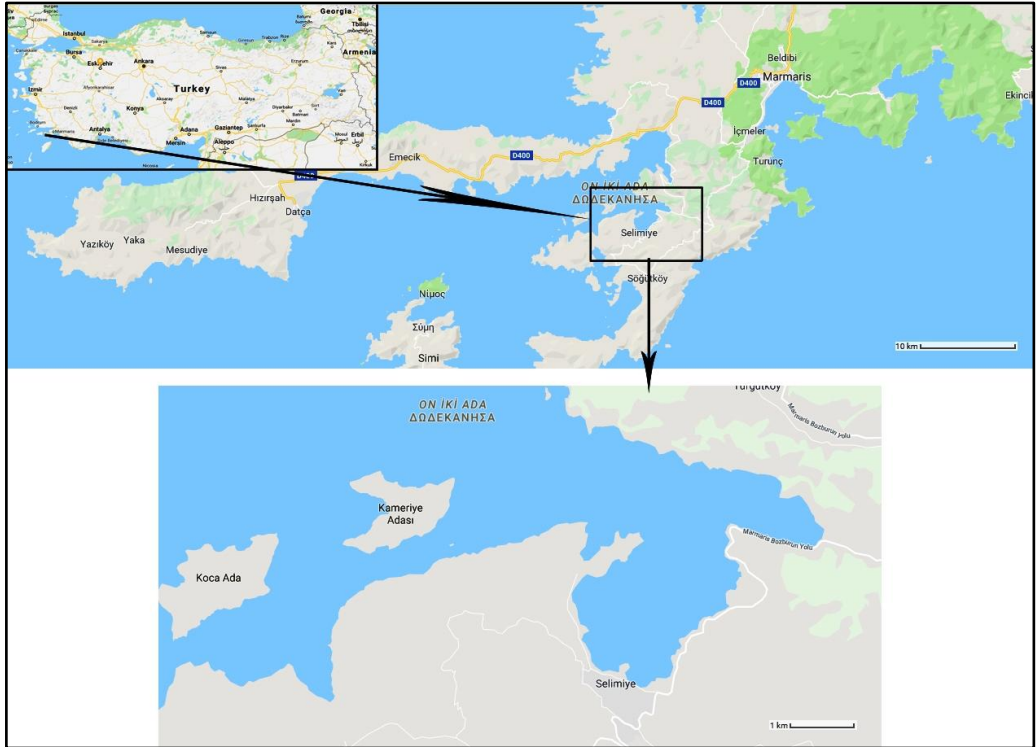 Georgia
Tbilisi
Istanbul
Bursa
Eskişehir
Ankara
Armenia
Turkey
Izmir
Konya
Antalya
Adana
Mersin
Gaziantep
Aleppo
Erbil
Beldibi
Marmaris
D400
D400
Ekincik
İçmeler
Emecik
D400
Turunç
ON İKİ ADA
ΔΩΔΕΚΑΝΗΣΑ
Hızırşah
Datça
Selimiye
Yazıköy
Yaka
Mesudiye
Söğütköy
Νίμος
Σύμη
Simi
10 km
ON İKİ ADA
ΔΩΔΕΚΑΝΗΣΑ
Turgutköy
Marmaris Bozburun Yolu
Kameriye
Adası
Marmaris Bozburun Yolu
Koca Ada
Selimiye
1 km